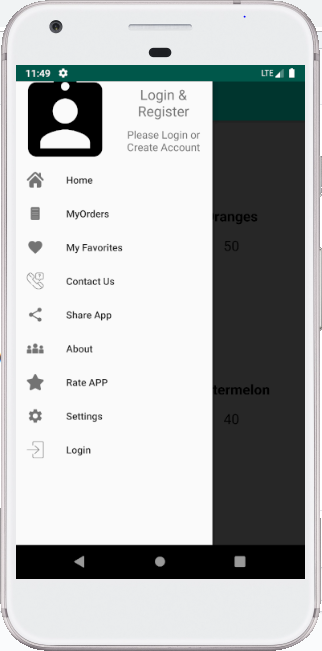 11:49
LTE
Login &
Register
Please Login or
Create Account
Home
MyOrders
My Favorites
Contact Us
Share App
About
Rate APP
Settings
Login
ranges
50
termelon
40